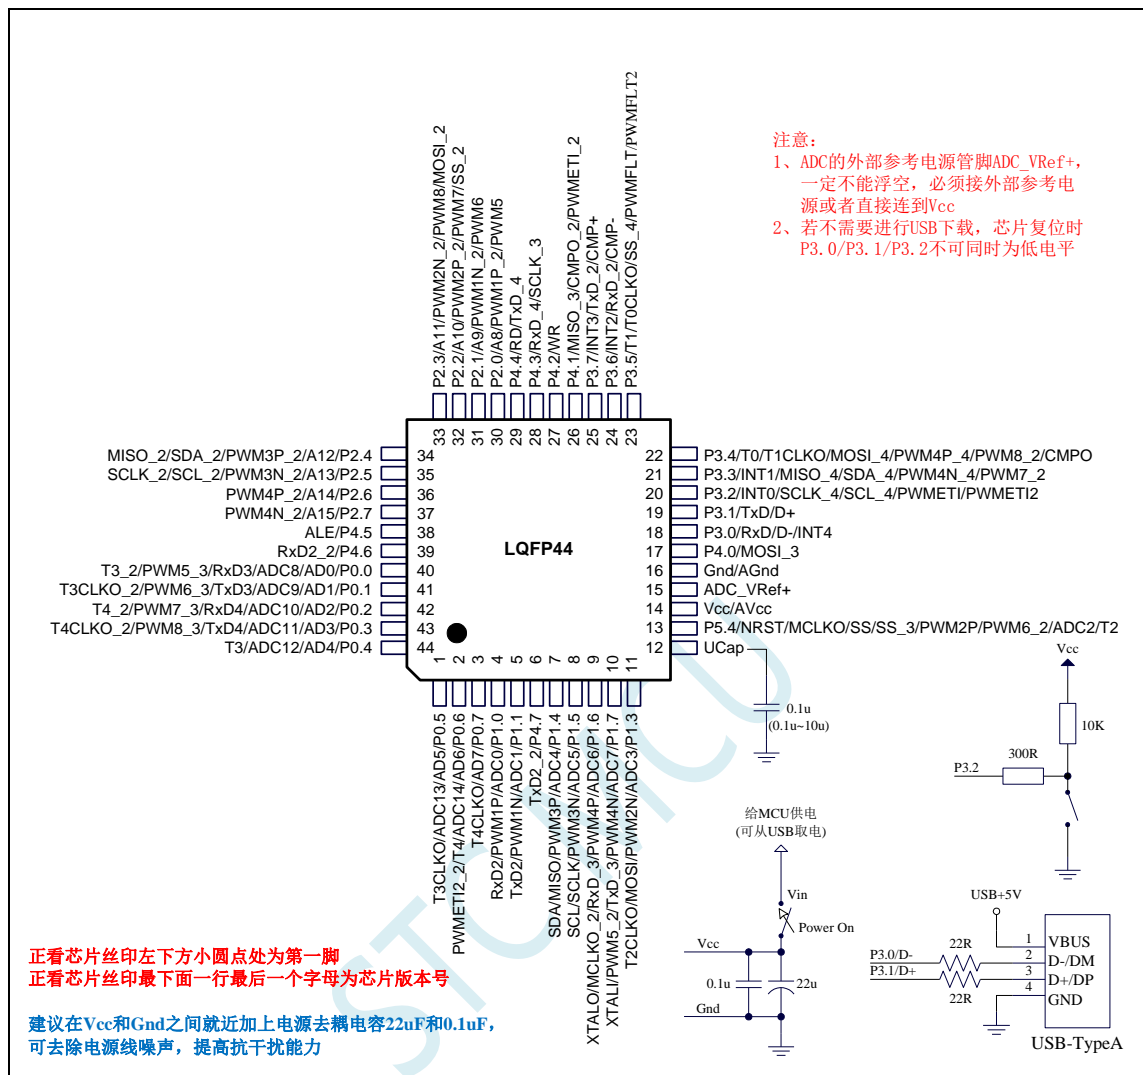 注意：
1、ADC的外部参考电源管脚ADC_VRef+，
一定不能浮空，必须接外部参考电
源或者直接连到Vcc
2、若不需要进行USB下载，芯片复位时
P3.0/P3.1/P3.2不可同时为低电平
P2.3/A11/PWM2N_2/PWM8/MOSI_2
P2.2/A10/PWM2P_2/PWM7/SS_2
P2.1/A9/PWM1N_2/PWM6
P2.0/A8/PWM1P_2/PWM5
P4.4/RD/TxD_4
P4.3/RxD_4/SCLK_3
P4.2/WR
P4.1/MISO_3/CMPO_2/PWMETI_2
P3.7/INT3/TxD_2/CMP+
P3.6/INT2/RxD_2/CMP-
P3.5/T1/T0CLKO/SS_4/PWMFLT/PWMFLT2
33
32
31
30
29
28
27
26
25
24
23
MISO_2/SDA_2/PWM3P_2/A12/P2.4 34
SCLK_2/SCL_2/PWM3N_2/A13/P2.5 35
PWM4P_2/A14/P2.6 36
PWM4N_2/A15/P2.7 37
ALE/P4.5 38
RxD2_2/P4.6 39
T3_2/PWM5_3/RxD3/ADC8/AD0/P0.0 40
T3CLKO_2/PWM6_3/TxD3/ADC9/AD1/P0.1 41
T4_2/PWM7_3/RxD4/ADC10/AD2/P0.2 42
T4CLKO_2/PWM8_3/TxD4/ADC11/AD3/P0.3 43
T3/ADC12/AD4/P0.4 44
LQFP44
22 P3.4/T0/T1CLKO/MOSI_4/PWM4P_4/PWM8_2/CMPO
21 P3.3/INT1/MISO_4/SDA_4/PWM4N_4/PWM7_2
20 P3.2/INT0/SCLK_4/SCL_4/PWMETI/PWMETI2
19 P3.1/TxD/D+
18 P3.0/RxD/D-/INT4
17 P4.0/MOSI_3
16 Gnd/AGnd
15 ADC_VRef+
14 Vcc/AVcc
13 P5.4/NRST/MCLKO/SS/SS_3/PWM2P/PWM6_2/ADC2/T2
12 UCap
1
2
3
4
5
6
7
8
9
10
11
T3CLKO/ADC13/AD5/P0.5
PWMETI2_2/T4/ADC14/AD6/P0.6
T4CLKO/AD7/P0.7
RxD2/PWM1P/ADC0/P1.0
TxD2/PWM1N/ADC1/P1.1
TxD2_2/P4.7
SDA/MISO/PWM3P/ADC4/P1.4
SCL/SCLK/PWM3N/ADC5/P1.5
XTALO/MCLKO_2/RxD_3/PWM4P/ADC6/P1.6
XTALI/PWM5_2/TxD_3/PWM4N/ADC7/P1.7
T2CLKO/MOSI/PWM2N/ADC3/P1.3
0.1u
(0.1u~10u)
Vcc
10K
300R
P3.2
给MCU供电
(可从USB取电)
Vin
Power On
Vcc
0.1u
22u
Gnd
USB+5V
1 VBUS
P3.0/D- 22R 2 D-/DM
P3.1/D+ 22R 3 D+/DP
4 GND
USB-TypeA
STCMCU
正看芯片丝印左下方小圆点处为第一脚
正看芯片丝印最下面一行最后一个字母为芯片版本号
建议在Vcc和Gnd之间就近加上电源去耦电容22uF和0.1uF，
可去除电源线噪声，提高抗干扰能力